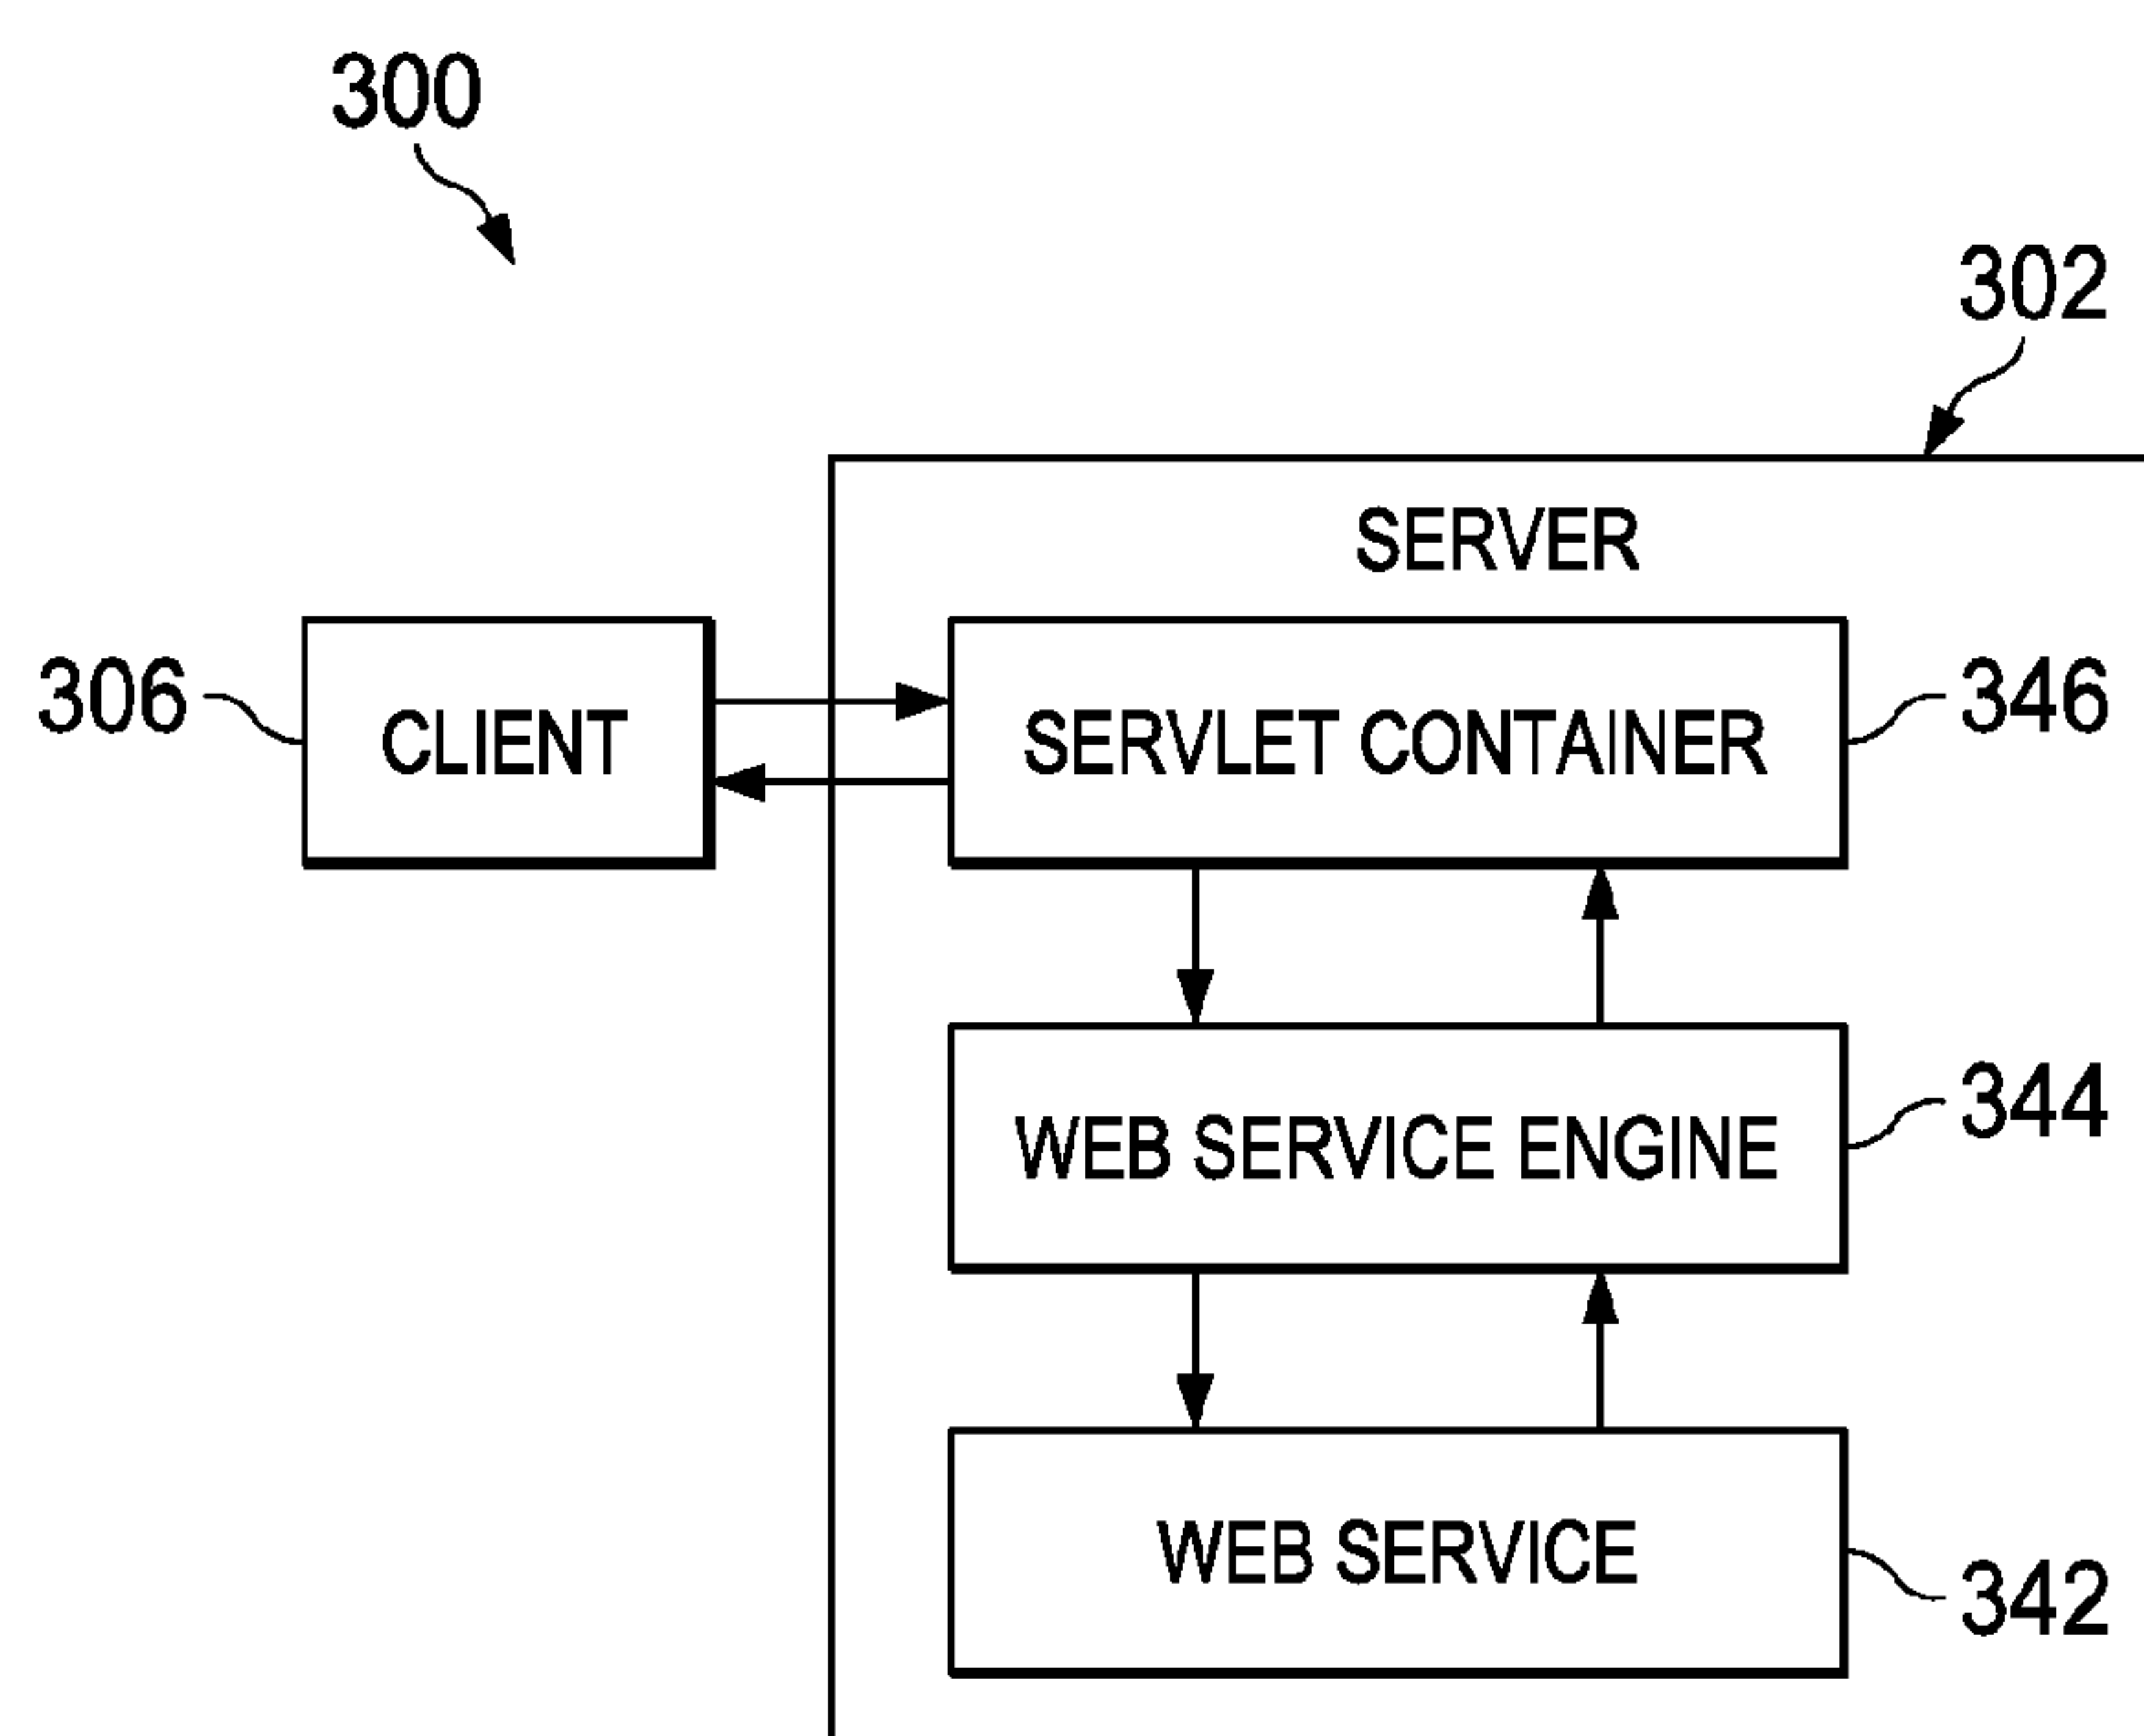 300
302
SERVER
306
CLIENT
SERVLET CONTAINER
346
WEB SERVICE ENGINE
344
WEB SERVICE
342